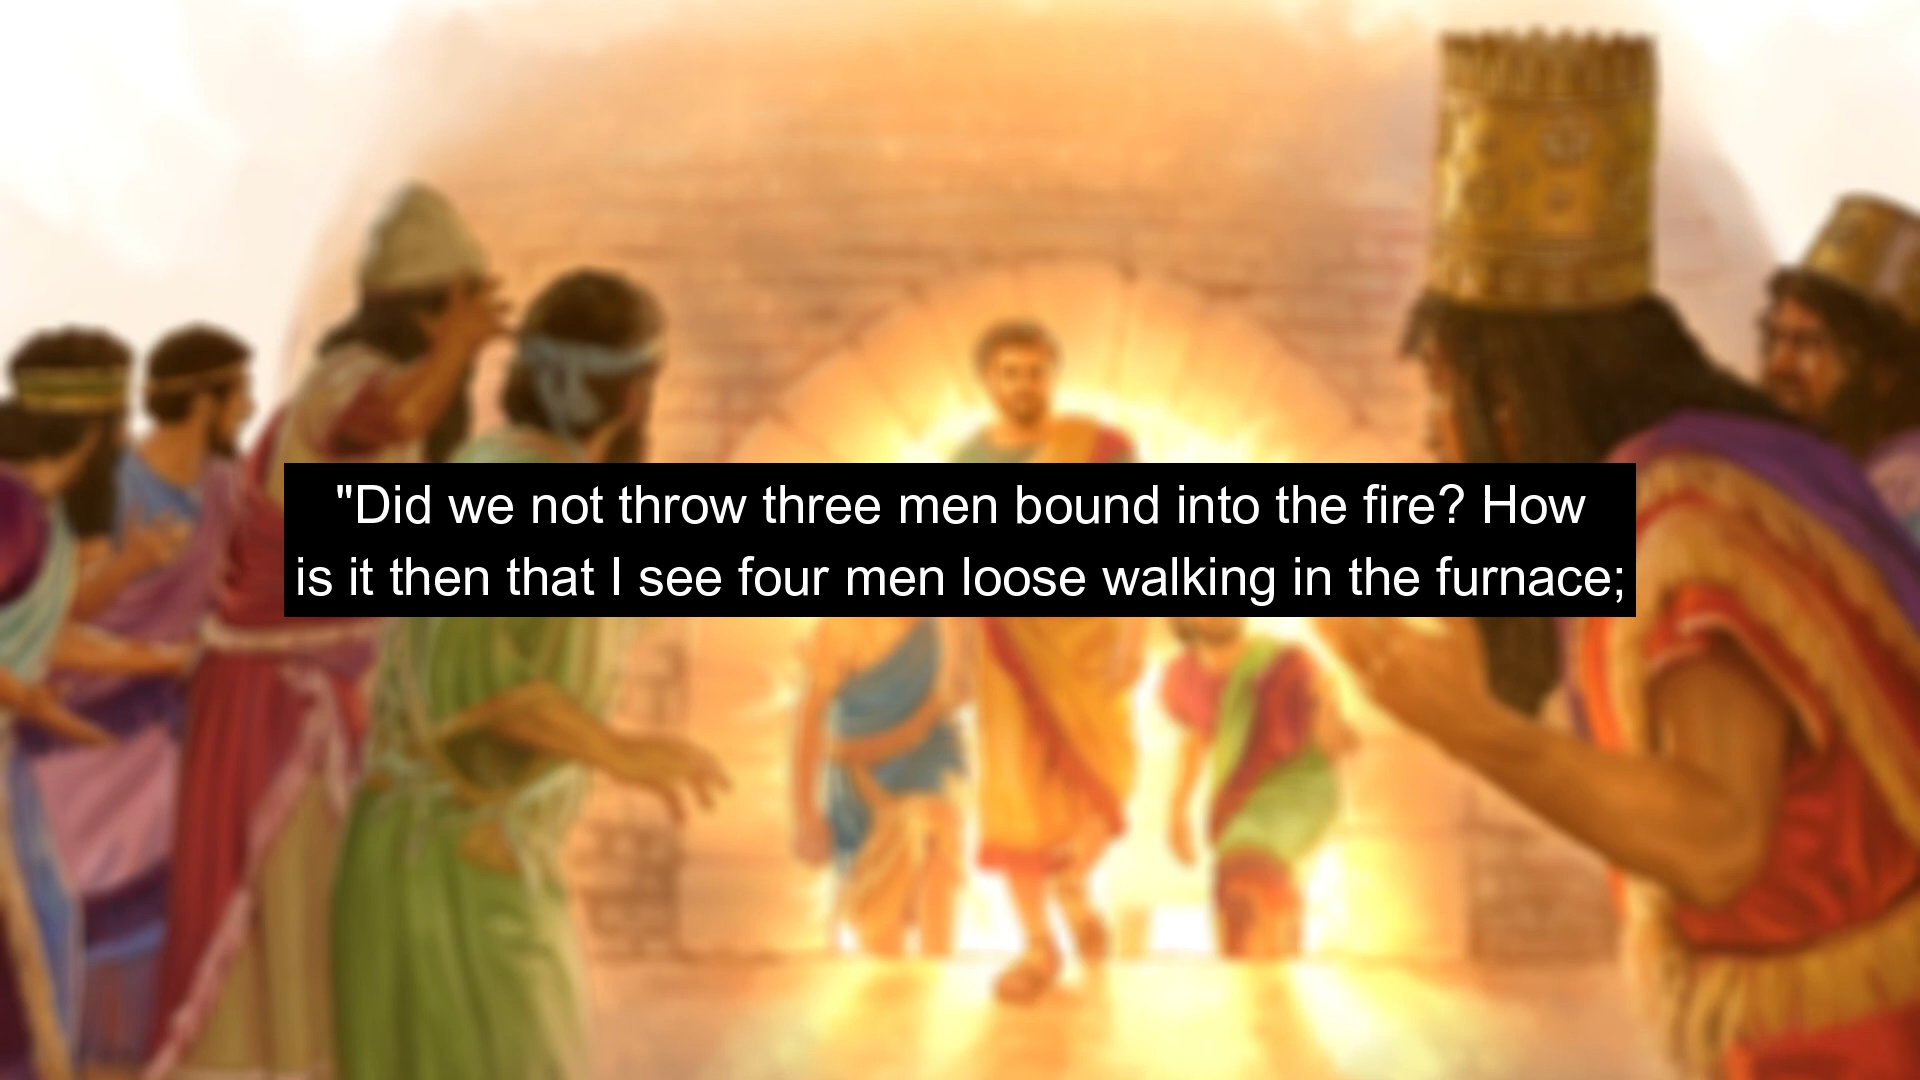 "Did we not throw three men bound into the fire? How
is it then that I see four men loose walking in the furnace;